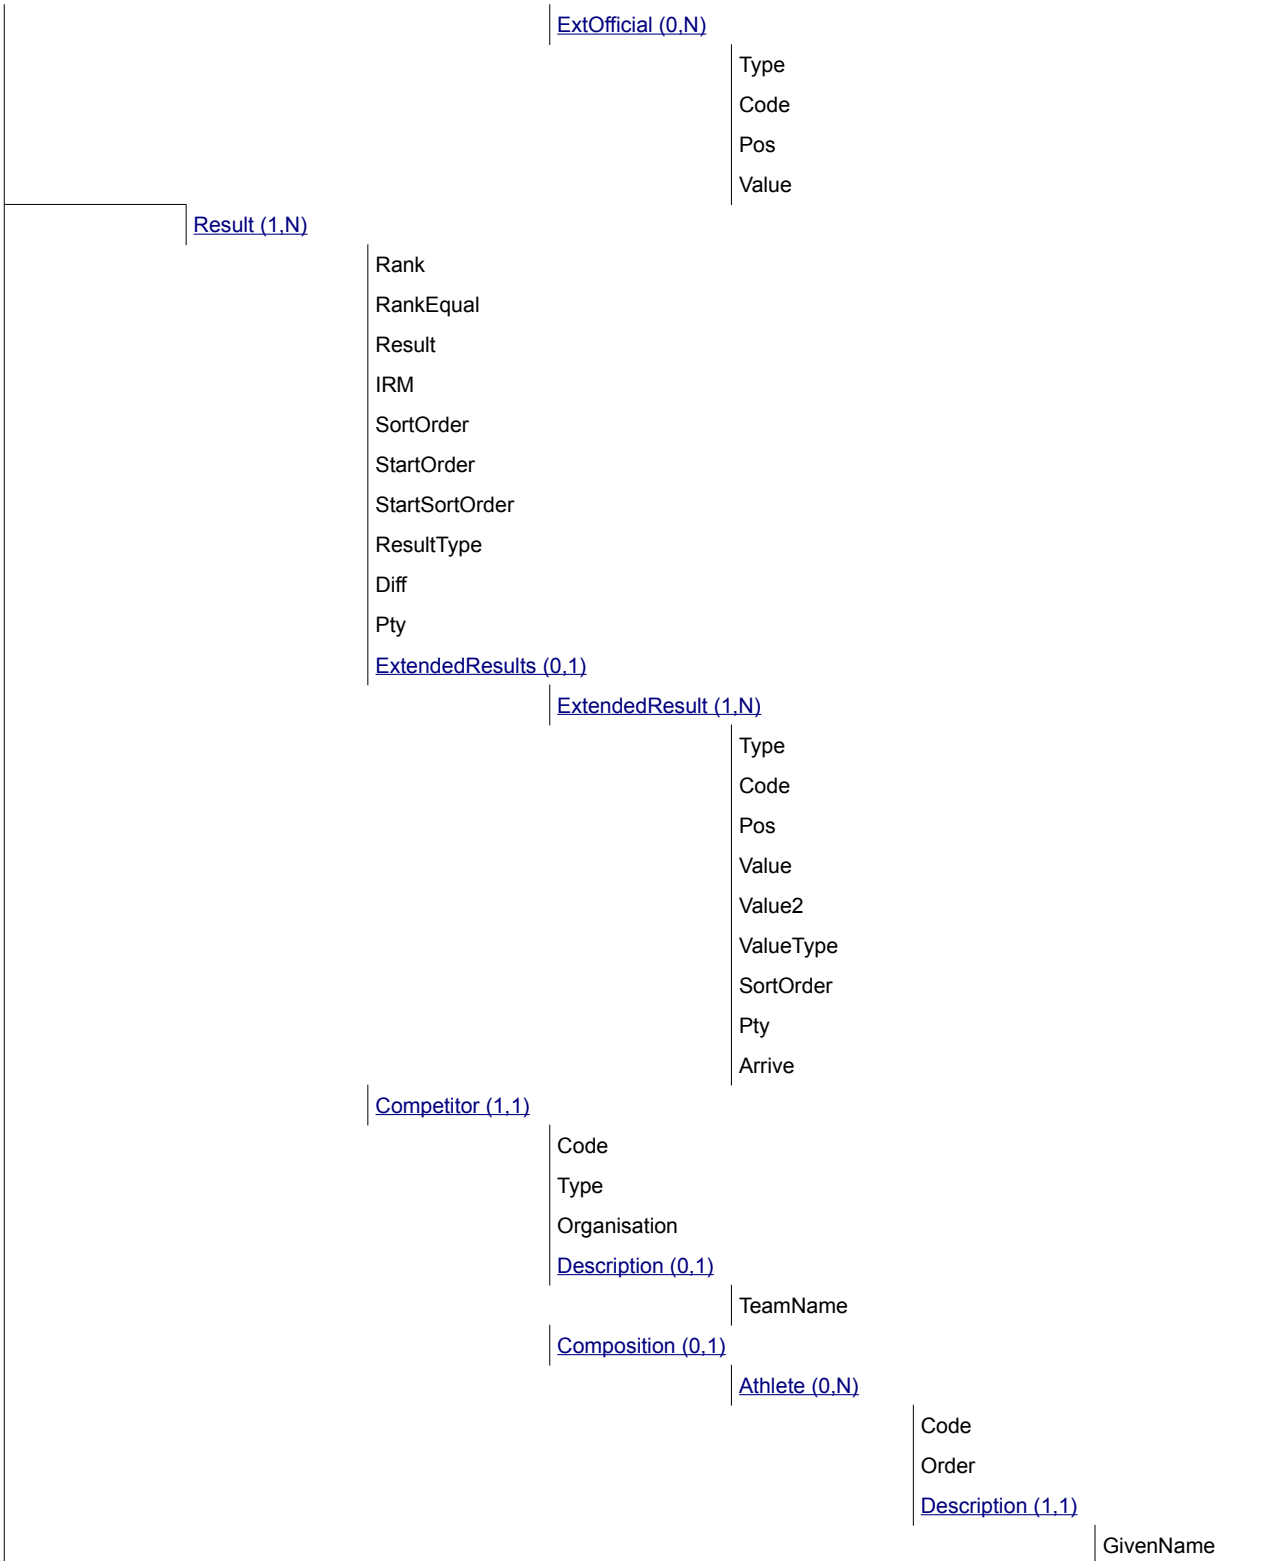 ExtOfficial (0,N)
Type
Code
Pos
Value
Result (1,N)
Rank
RankEqual
Result
IRM
SortOrder
StartOrder
StartSortOrder
ResultType
Diff
Pty
ExtendedResults (0,1)
ExtendedResult (1,N)
Type
Code
Pos
Value
Value2
ValueType
SortOrder
Pty
Arrive
Competitor (1,1)
Code
Type
Organisation
Description (0,1)
TeamName
Composition (0,1)
Athlete (0,N)
Code
Order
Description (1,1)
GivenName